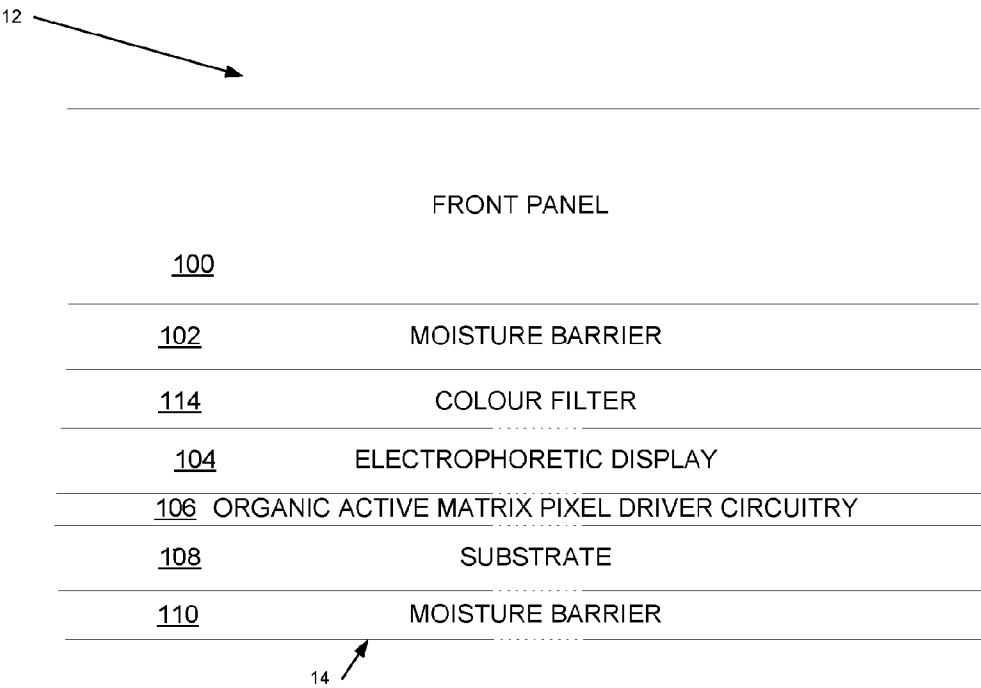 12
FRONT PANEL
100
102 MOISTURE BARRIER
114 COLOUR FILTER
104 ELECTROPHORETIC DISPLAY
106 ORGANIC ACTIVE MATRIX PIXEL DRIVER CIRCUITRY
108 SUBSTRATE
110 MOISTURE BARRIER
14